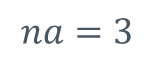 na = 3